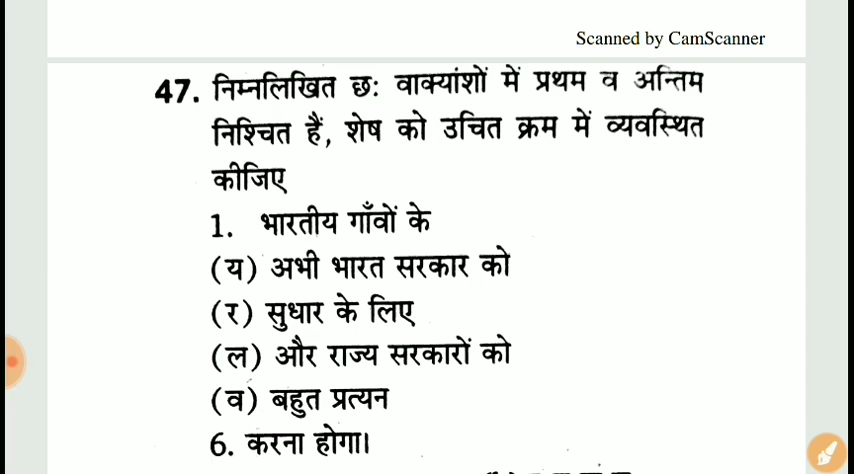 Scanned by CamScanner
47. निम्नलिखित छः वाक्यांशों में प्रथम व अन्तिम
निश्चित हैं, शेष को उचित क्रम में व्यवस्थित
कीजिए
1. भारतीय गाँवों के
(य) अभी भारत सरकार को
(र) सुधार के लिए
(ल) और राज्य सरकारों को
(व) बहुत प्रत्यन
6. करना होगा।